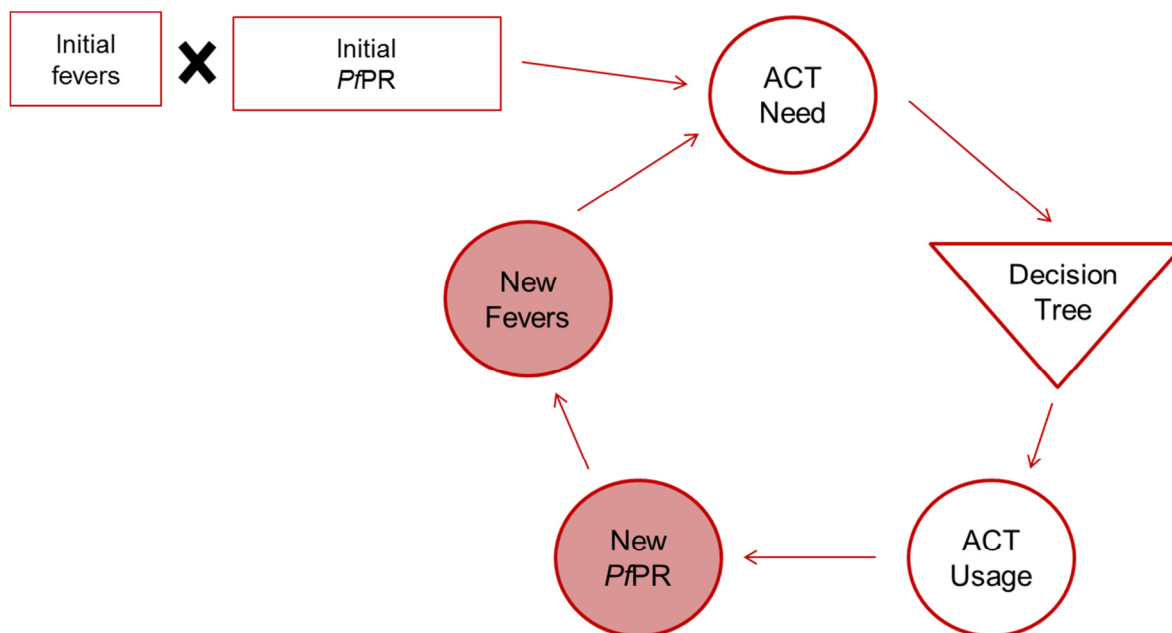 Initial
fevers
Initial
PfPR
ACT
Need
Decision
Tree
ACT
Usage
New
PfPR
New
Fevers